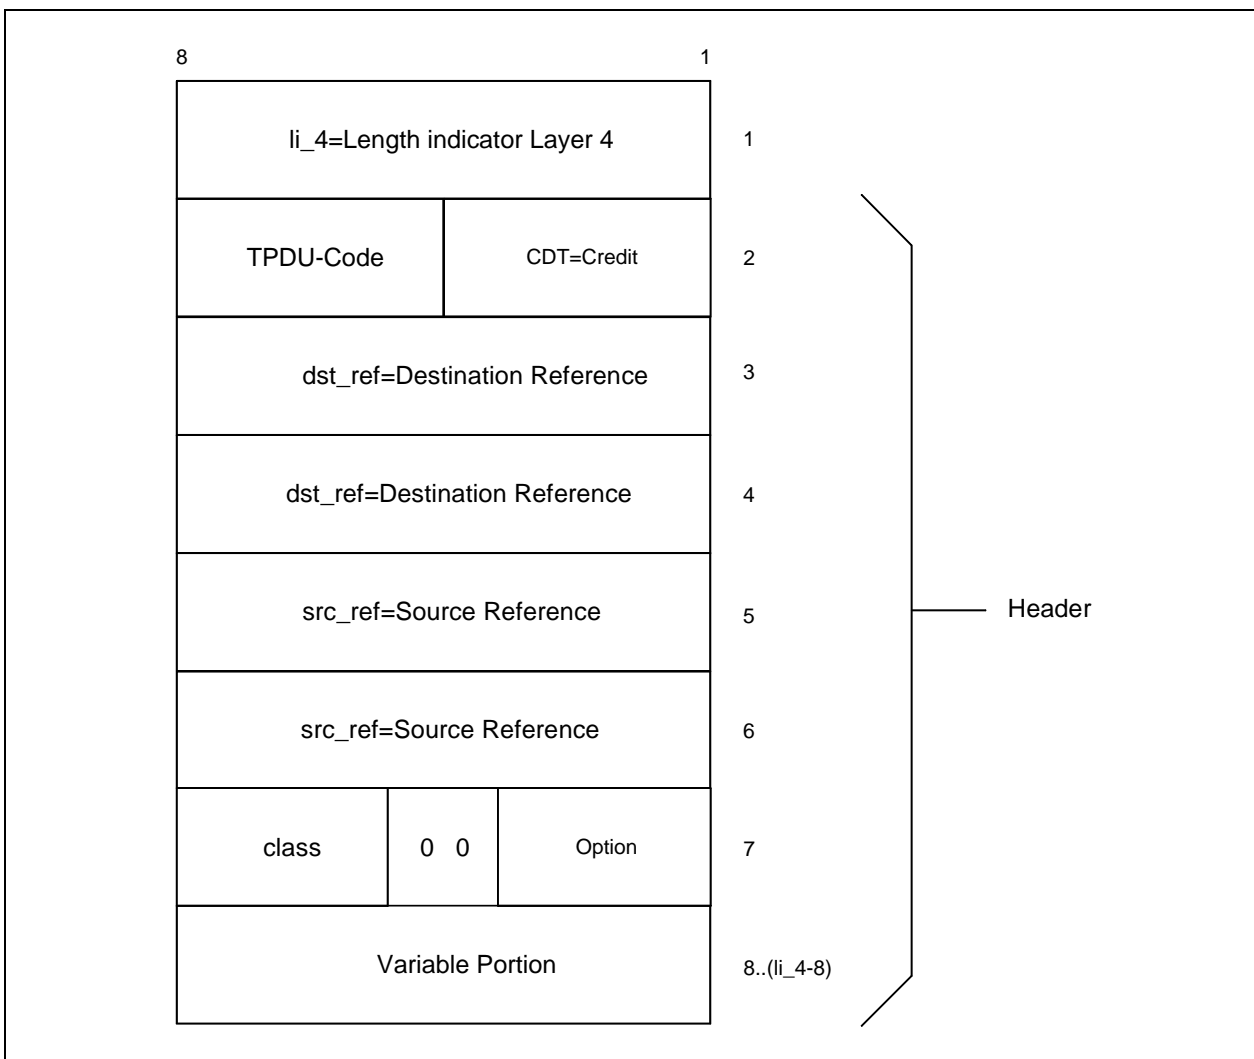 8 1
li_4=Length indicator Layer 4 1
TPDU-Code CDT=Credit 2
dst_ref=Destination Reference 3
dst_ref=Destination Reference 4
src_ref=Source Reference 5
Header
src_ref=Source Reference 6
class 0 0 Option 7
Variable Portion 8..(li_4-8)